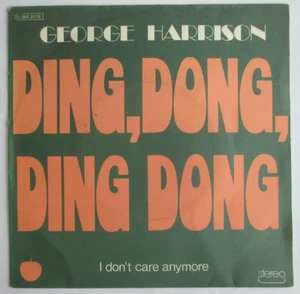 GEORGE HARRISON
DING, DONG,
DING DONG
I don't care anymore
stereo